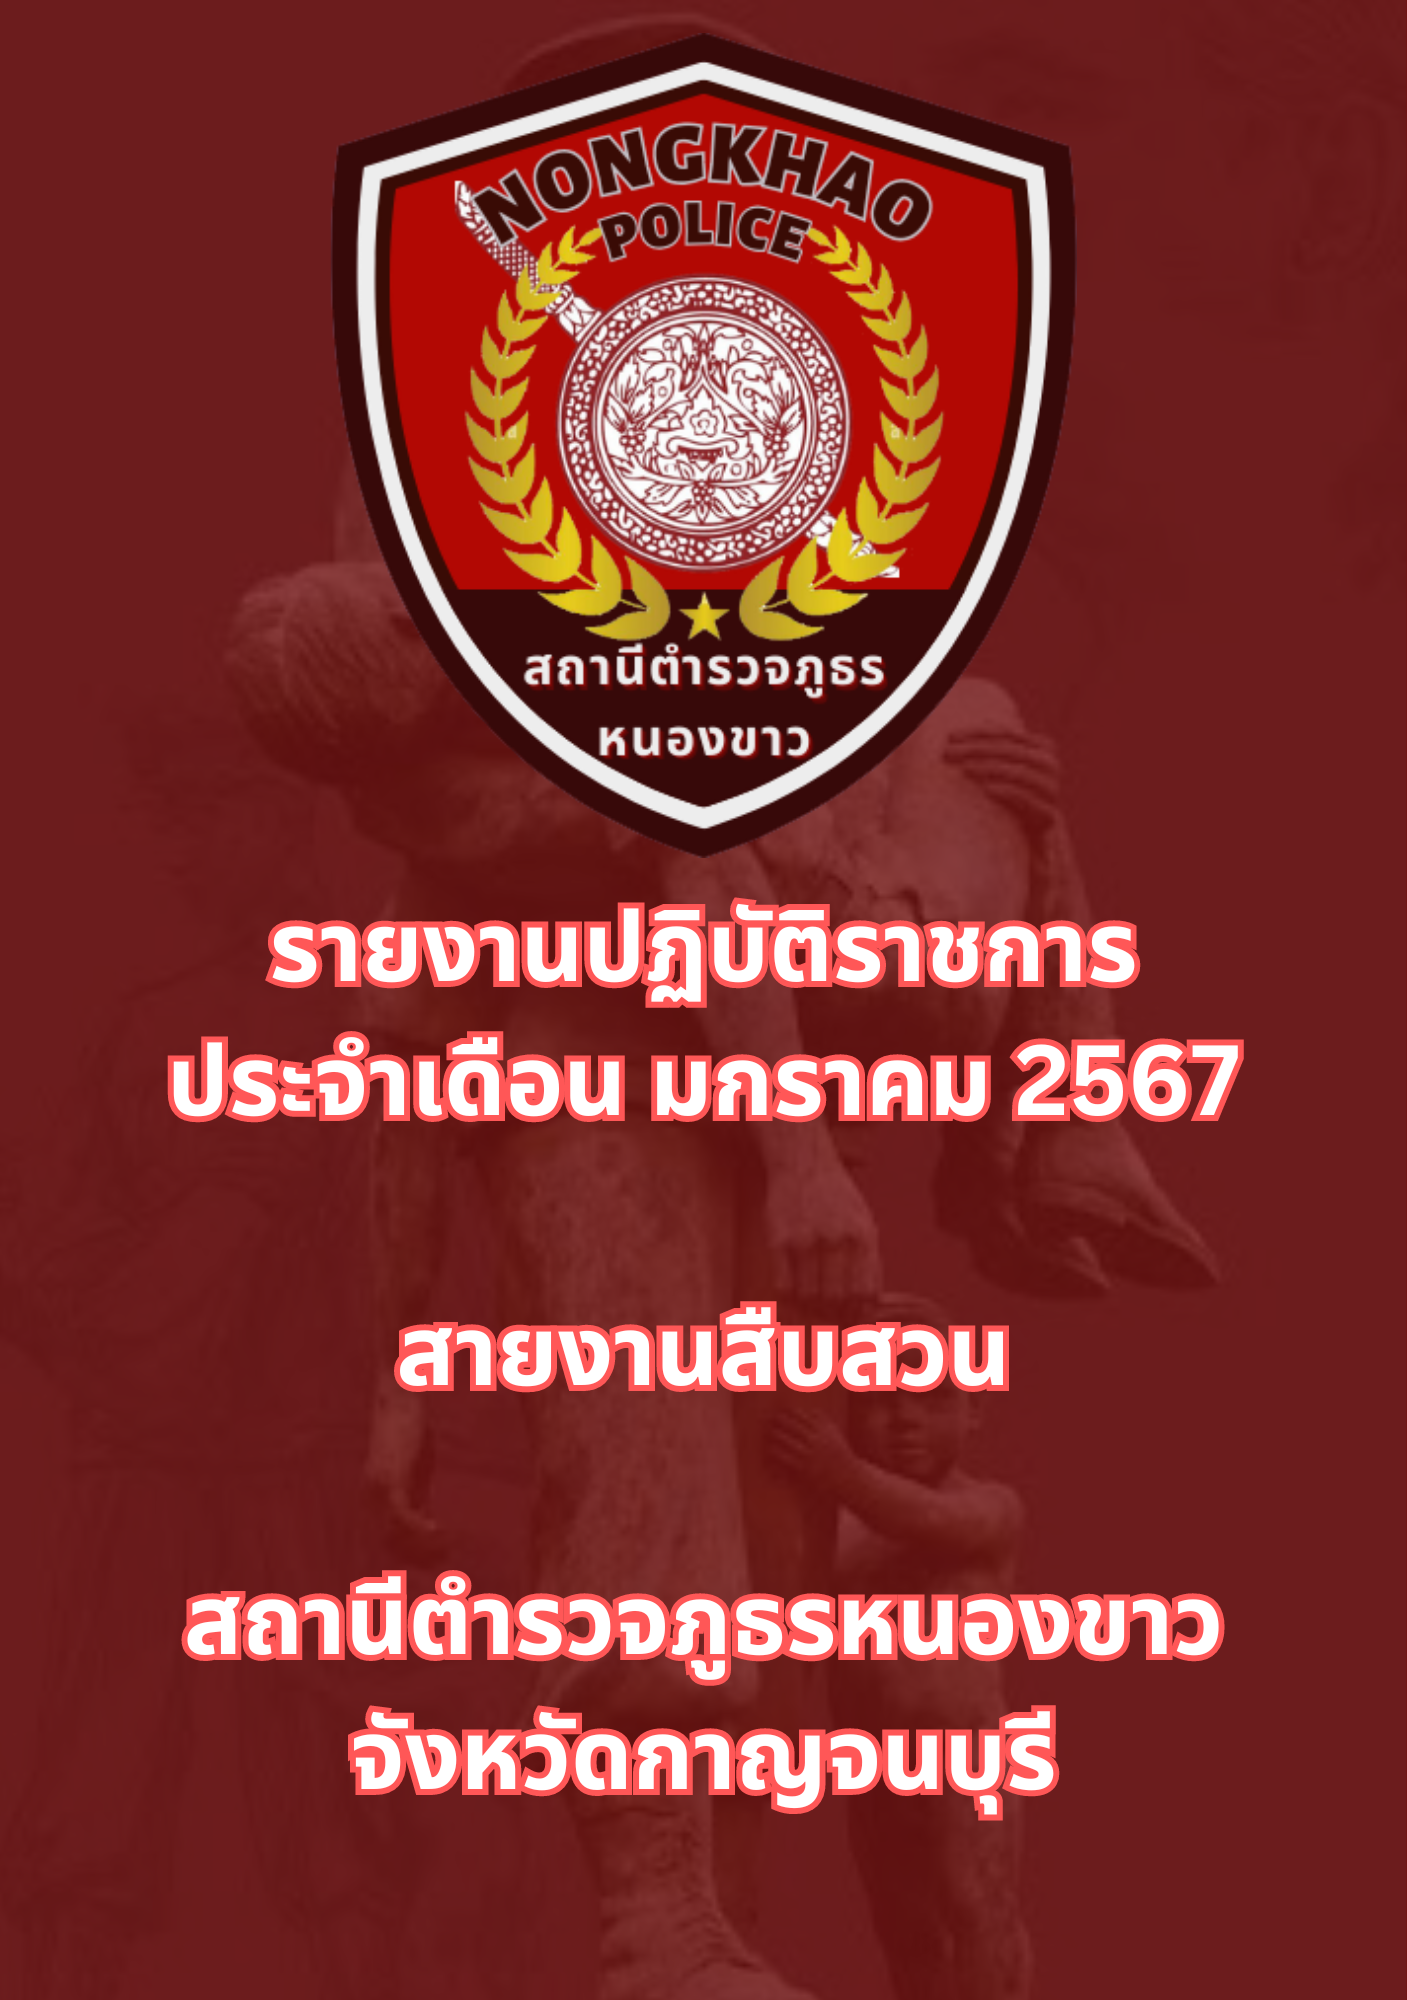 NONGKHAO
POLICE
สถานีตำรวจภูธร
หนองขาว
รายงานปฏิบัติราชการ
ประจำเดือน มกราคม 2567
สายงานสืบสวน
สถานีตำรวจภูธรหนองขาว
จังหวัดกาญจนบุรี